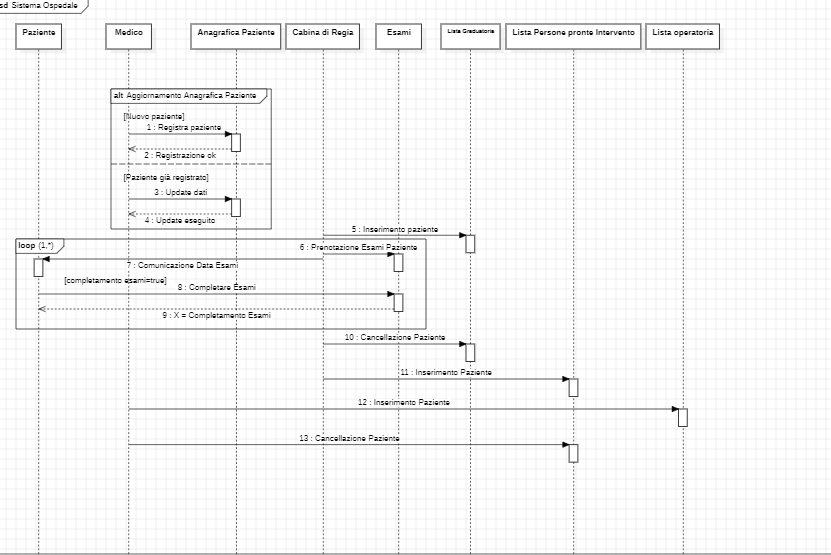 sd Sistema Ospedale
Paziente
Medico
Anagrafica Paziente
Cabina di Regia
Esami
Lista Graduatoria
Lista Persone pronte Intervento
Lista operatoria
alt Aggiornamento Anagrafica Paziente
[Nuovo paziente]
1 : Registra paziente
2 : Registrazione ok
[Paziente già registrato]
3 : Update dati
4 : Update eseguito
5 : Inserimento paziente
loop (1,*)
6 : Prenotazione Esami Paziente
7 : Comunicazione Data Esami
[completamento esami=true]
8 : Completare Esami
9 : X = Completamento Esami
10 : Cancellazione Paziente
11 : Inserimento Paziente
12 : Inserimento Paziente
13 : Cancellazione Paziente